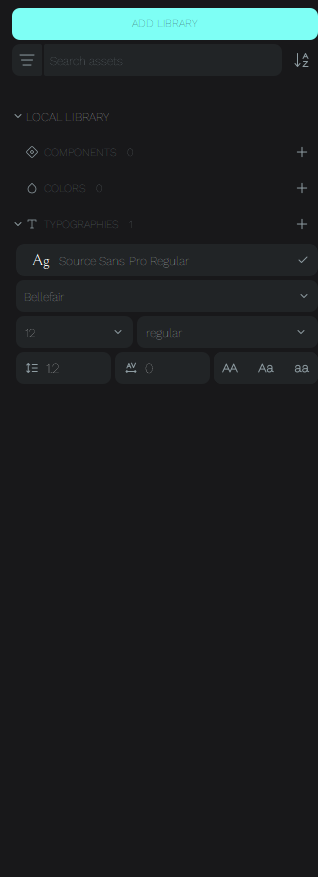 ADD LIBRARY
Search assets
LOCAL LIBRARY
COMPONENTS 0
COLORS 0
TYPOGRAPHIES 1
Ag Source Sans Pro Regular
Bellefair
12 regular
1.2 0 AA Aa aa